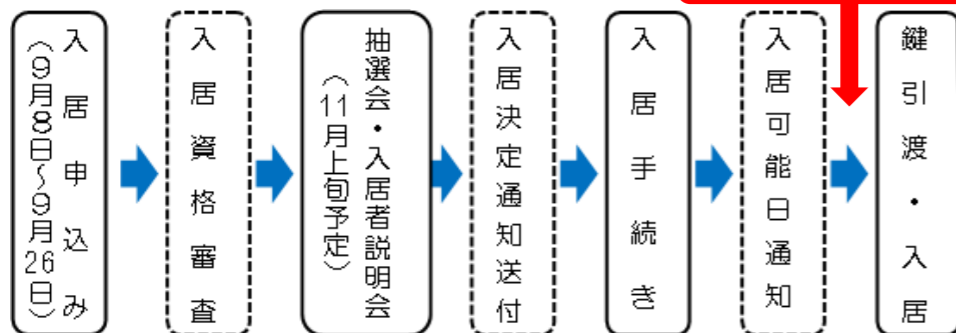 入居申込み
（9月8日～9月26日）
入居資格審査
抽選会・入居者説明会
（11月上旬予定）
入居決定通知送付
入居手続き
入居可能日通知
鍵引渡・入居